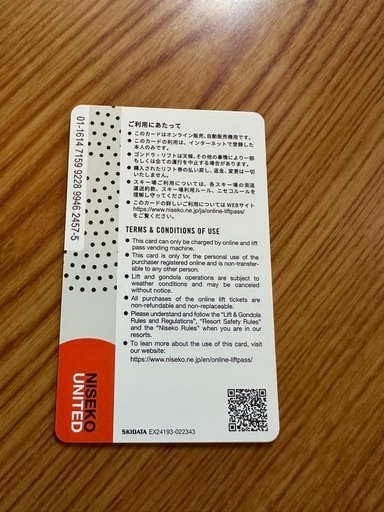 01-1614 7159 9228 9946 2457-5
ご利用にあたって
● このカードはオンライン販売、自動販売機用です。
● このカードの利用は、インターネットで登録した
本人のみです。
● ゴンドラ・リフトは天候、その他の事情により一部
もしくは全ての運行を中止する場合があります。
● 購入されたリフト券の払い戻し、返金、変更は一切
いたしません。
● スキー場ご利用については、各スキー場の索道
運送約款、スキー場利用ルール、ニセコルールを
理解し守ってください。
● このカードの詳しいご利用については WEBサイト
https://www.niseko.ne.jp/ja/online-liftpass/
をご覧ください。
TERMS & CONDITIONS OF USE
● This card can only be charged by online and lift
pass vending machine.
● This card is only for the personal use of the
purchaser registered online and is non-transfer-
able to any other person.
● Lift and gondola operations are subject to
weather conditions and may be canceled
without notice.
● All purchases of the online lift tickets are
non-refundable and non-replaceable.
● Please understand and follow the "Lift & Gondola
Rules and Regulations", "Resort Safety Rules"
and the "Niseko Rules" when you are in our
resorts.
● To lean more about the use of this card, visit
our website:
https://www.niseko.ne.jp/en/online-liftpass/
NISEKO
UNITED
SKIDATA EX24193-022343